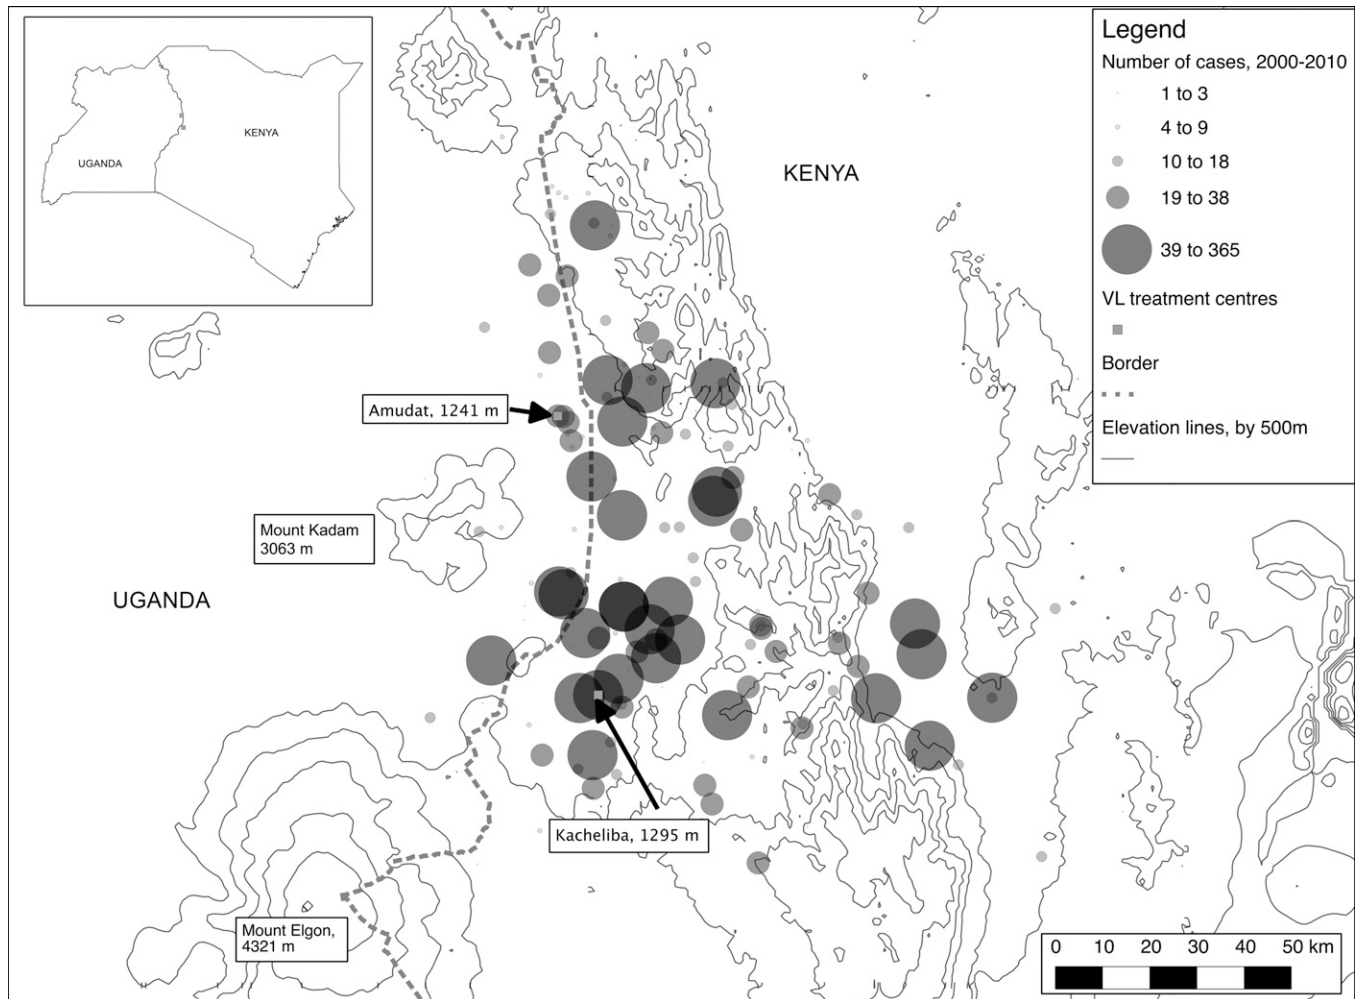 UGANDA
KENYA
KENYA
Legend
Number of cases, 2000-2010
1 to 3
4 to 9
10 to 18
19 to 38
39 to 365
VL treatment centres
Border
Elevation lines, by 500m
Amudat, 1241 m
Mount Kadam
3063 m
UGANDA
Kacheliba, 1295 m
Mount Elgon,
4321 m
0 10 20 30 40 50 km